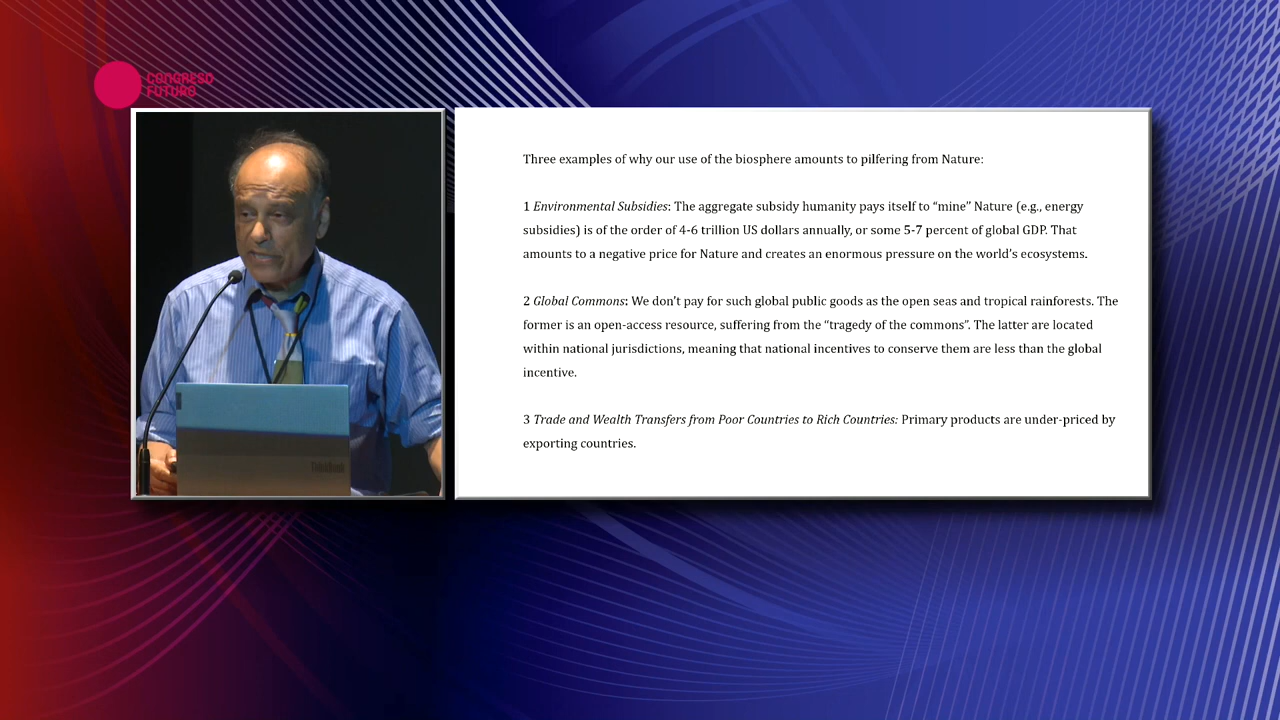 CONGRESO
FUTURO
Three examples of why our use of the biosphere amounts to pilfering from Nature:
1 Environmental Subsidies: The aggregate subsidy humanity pays itself to “mine” Nature (e.g., energy
subsidies) is of the order of 4-6 trillion US dollars annually, or some 5-7 percent of global GDP. That
amounts to a negative price for Nature and creates an enormous pressure on the world’s ecosystems.
2 Global Commons: We don’t pay for such global public goods as the open seas and tropical rainforests. The
former is an open-access resource, suffering from the “tragedy of the commons”. The latter are located
within national jurisdictions, meaning that national incentives to conserve them are less than the global
incentive.
3 Trade and Wealth Transfers from Poor Countries to Rich Countries: Primary products are under-priced by
exporting countries.
ThinkBook